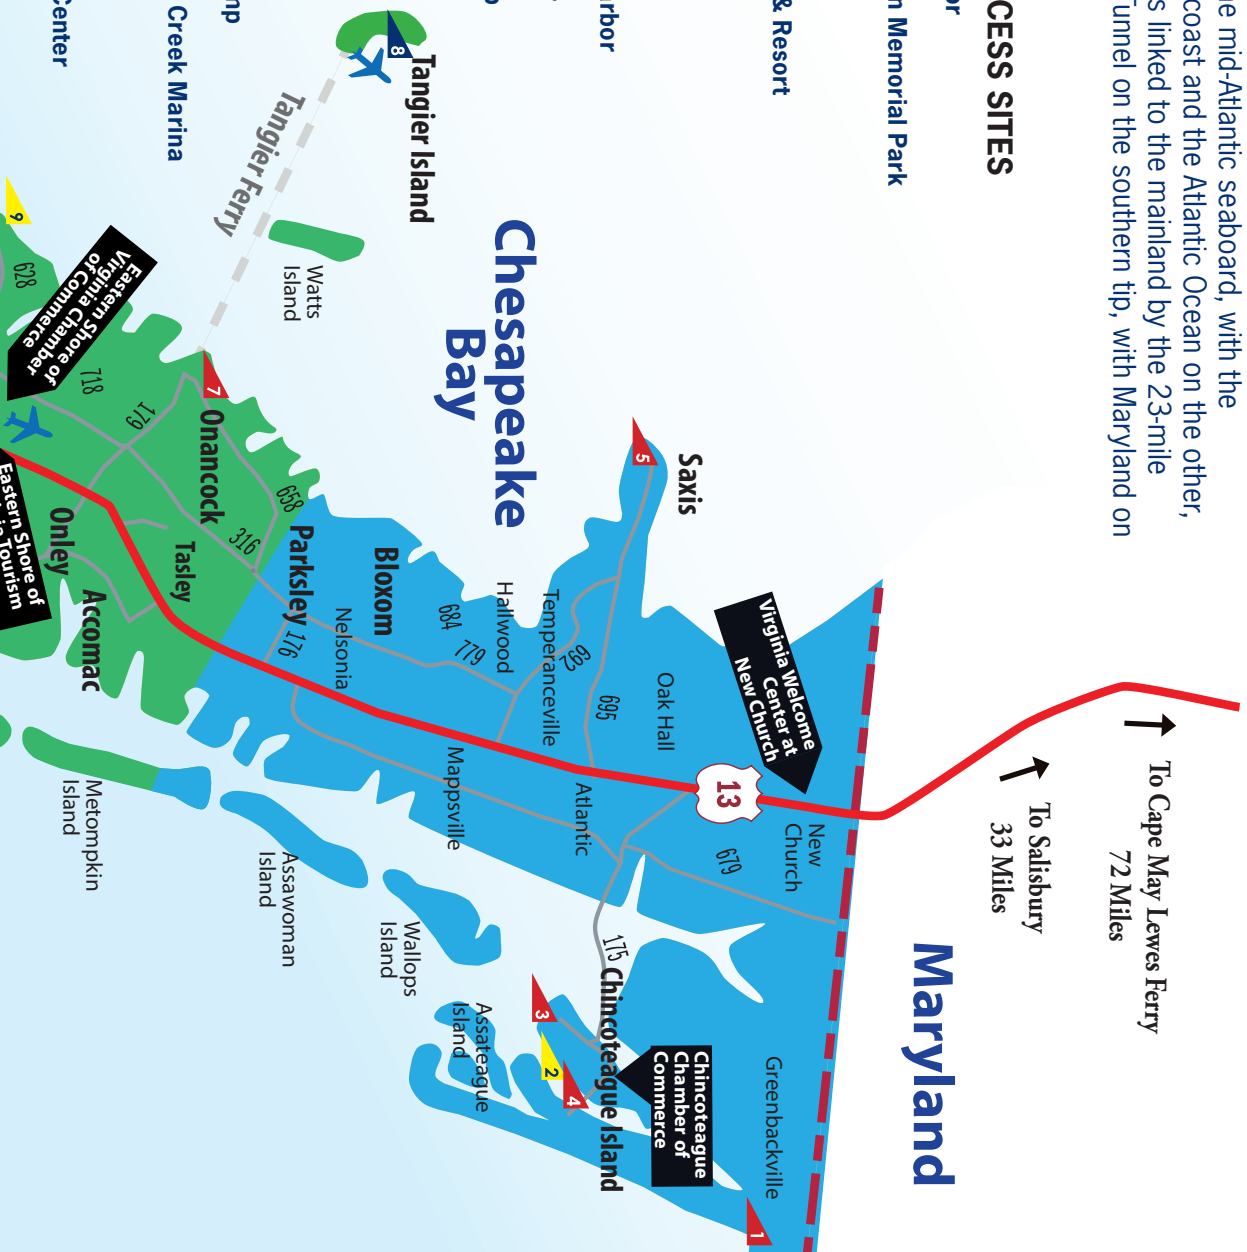 e mid-Atlantic seaboard, with the
coast and the Atlantic Ocean on the other,
s linked to the mainland by the 23-mile
Tunnel on the southern tip, with Maryland on
CESS SITES
or
n Memorial Park
& Resort
rbor
p
mp
Creek Marina
Center
To Cape May Lewes Ferry
72 Miles
To Salisbury
33 Miles
Maryland
Chesapeake
Bay
8
Tangier Island
Tangier Ferry
Watts
Island
9
628
Eastern Shore of
Virginia Chamber
of Commerce
718
179
7
Onancock
658
316
Tasley
Onley
Accomac
Eastern Shore of
ia Tourism
Parksley
176
Nelsonia
Bloxom
684
779
Hallwood
Temperanceville
692
695
5
Saxis
Oak Hall
Virginia Welcome
Center at
New Church
13
New
Church
679
Atlantic
Mappsville
Metompkin
Island
Assawoman
Island
Wallops
Island
Assateague
Island
175
Chincoteague Island
3
2
4
Chincoteague
Chamber of
Commerce
Greenbackville
1